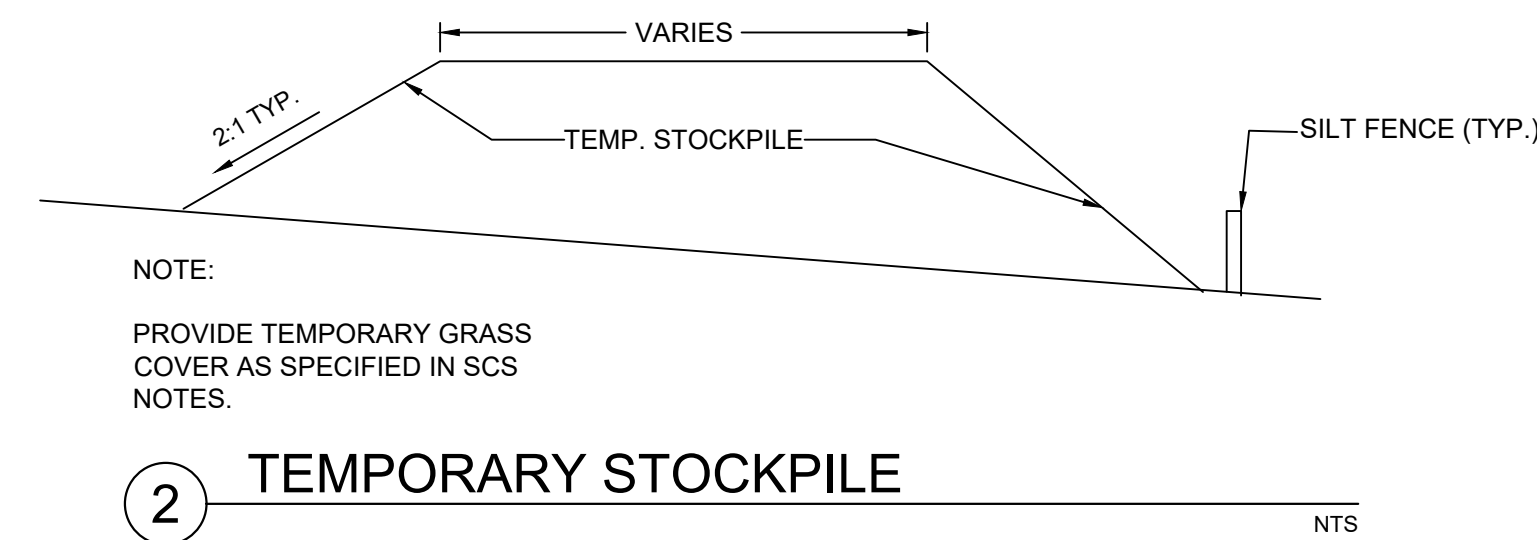 VARIES
2:1 TYP.
TEMP. STOCKPILE
SILT FENCE (TYP.)
NOTE:
PROVIDE TEMPORARY GRASS
COVER AS SPECIFIED IN SCS
NOTES.
2 TEMPORARY STOCKPILE
NTS